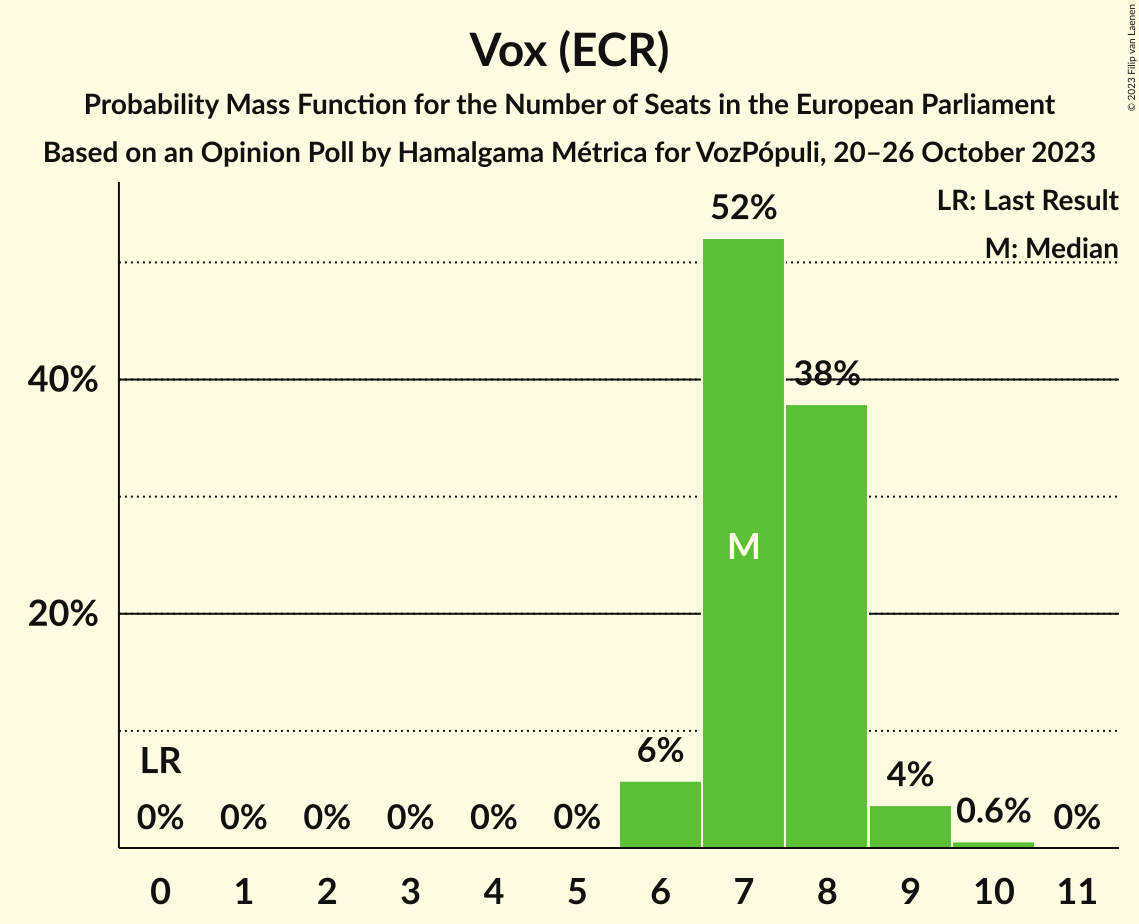 Vox (ECR)
Probability Mass Function for the Number of Seats in the European Parliament
Based on an Opinion Poll by Hamalgama Métrica for VozPópuli, 20–26 October 2023
© 2023 Filip van Laenen
LR: Last Result
M: Median
52%
38%
40%
M
20%
LR
0% 0% 0% 0% 0% 0% 6% 4% 0.6% 0%
0 1 2 3 4 5 6 7 8 9 10 11